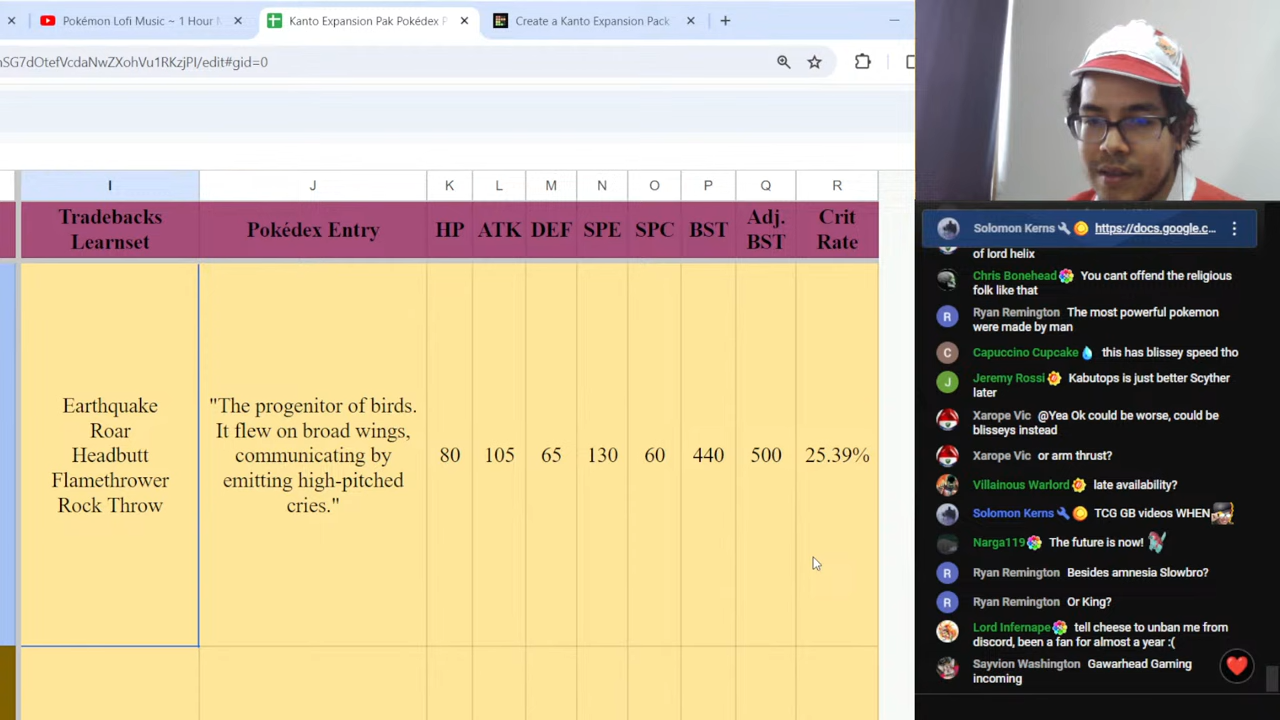 Pokémon Lofi Music ~ 1 Hour
Kanto Expansion Pak Pokédex P
Create a Kanto Expansion Pack
nSG7dOtefVcdaNwZXohVu1RKzjPI/edit#gid=0
I
J
K
L
M
N
O
P
Q
R
Tradebacks
Learnset
Pokédex Entry
HP
ATK
DEF
SPE
SPC
BST
Adj.
BST
Crit
Rate
Earthquake
Roar
Headbutt
Flamethrower
Rock Throw
"The progenitor of birds.
It flew on broad wings,
communicating by
emitting high-pitched
cries."
80
105
65
130
60
440
500
25.39%
Solomon Kerns https://docs.google.c...
of lord helix
Chris Bonehead You cant offend the religious
folk like that
Ryan Remington The most powerful pokemon
were made by man
Capuccino Cupcake this has blissey speed tho
Jeremy Rossi Kabutops is just better Scyther
later
Xarope Vic @Yea Ok could be worse, could be
blisseys instead
Xarope Vic or arm thrust?
Villainous Warlord late availability?
Solomon Kerns TCG GB videos WHEN
Narga119 The future is now!
R
Ryan Remington Besides amnesia Slowbro?
R
Ryan Remington Or King?
Lord Infernape tell cheese to unban me from
discord, been a fan for almost a year :(
Sayvion Washington Gawarhead Gaming
incoming